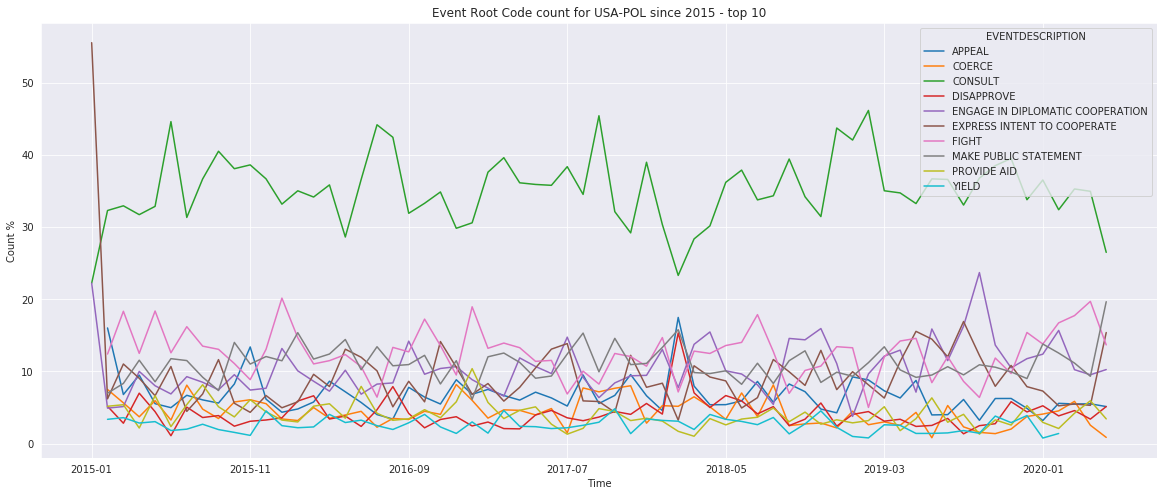 Event Root Code count for USA-POL since 2015 - top 10
EVENTDESCRIPTION
APPEAL
COERCE
CONSULT
DISAPPROVE
ENGAGE IN DIPLOMATIC COOPERATION
EXPRESS INTENT TO COOPERATE
FIGHT
MAKE PUBLIC STATEMENT
PROVIDE AID
YIELD
Count %
50
40
30
20
10
0
2015-01 2015-11 2016-09 2017-07 2018-05 2019-03 2020-01
Time